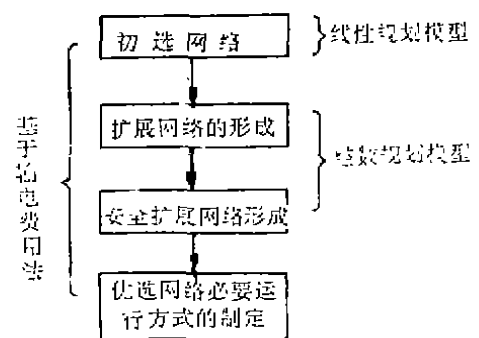 初选网络
线性规划模型
扩展网络的形成
整数规划模型
安全扩展网络形成
优选网络必要运
行方式的制定
基于输电费用法